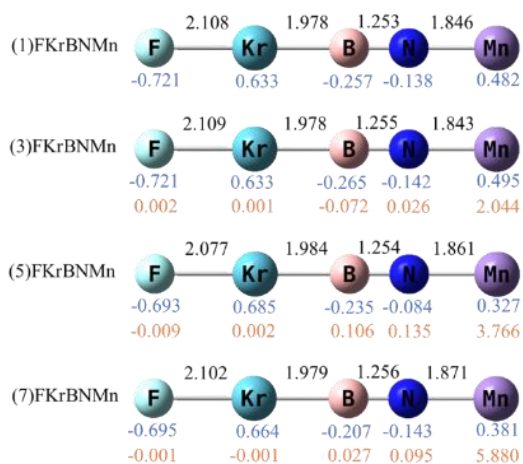 2.108 1.978 1.253 1.846
(1)FKrBNMn F Kr B N Mn
-0.721 0.633 -0.257 -0.138 0.482
2.109 1.978 1.255 1.843
(3)FKrBNMn F Kr B N Mn
-0.721 0.633 -0.265 -0.142 0.495
0.002 0.001 -0.072 0.026 2.044
2.077 1.984 1.254 1.861
(5)FKrBNMn F Kr B N Mn
-0.693 0.685 -0.235 -0.084 0.327
-0.009 0.002 0.106 0.135 3.766
2.102 1.979 1.256 1.871
(7)FKrBNMn F Kr B N Mn
-0.695 0.664 -0.207 -0.143 0.381
-0.001 -0.001 0.027 0.095 5.880